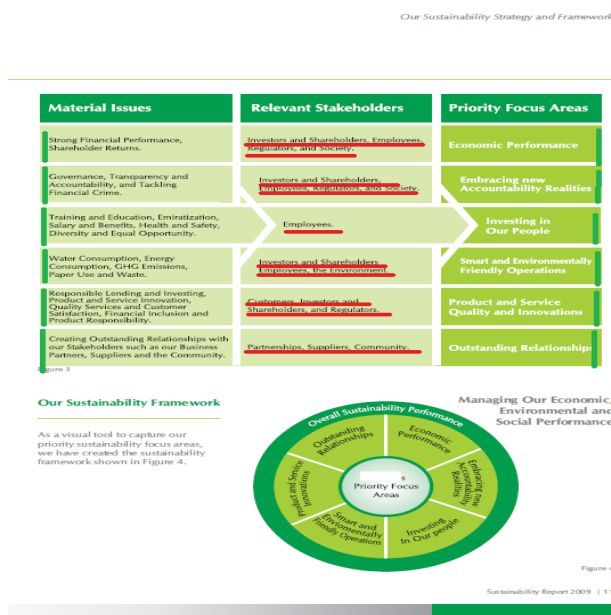 Our Sustainability Strategy and Framework
Material Issues
Relevant Stakeholders
Priority Focus Areas
Strong Financial Performance,
Shareholder Returns.
Investors and Shareholders, Employees,
Regulators, and Society.
Economic Performance
Governance, Transparency and
Accountability, and Tackling
Financial Crime.
Investors and Shareholders,
Employees, Regulators, and Society.
Embracing new
Accountability Realities
Training and Education, Emiratization,
Salary and Benefits, Health and Safety,
Diversity and Equal Opportunity.
Employees.
Investing in
Our People
Water Consumption, Energy
Consumption, GHG Emissions,
Paper Use and Waste.
Investors and Shareholders
Employees, the Environment.
Smart and Environmentally
Friendly Operations
Responsible Lending and Investing,
Product and Service Innovation,
Quality Services and Customer
Satisfaction, Financial Inclusion and
Product Responsibility.
Customers, Investors and
Shareholders, and Regulators.
Product and Service
Quality and Innovations
Creating Outstanding Relationships with
our Stakeholders such as our Business
Partners, Suppliers and the Community.
Partnerships, Suppliers, Community.
Outstanding Relationships
Figure 3
Our Sustainability Framework
As a visual tool to capture our
priority sustainability focus areas,
we have created the sustainability
framework shown in Figure 4.
Managing Our Economic,
Environmental and
Social Performance
Overall Sustainability Performance
Outstanding
Relationships
Economic
Performance
Embracing new
Accountability
Realities
Investing
In Our people
Smart and
Enviornmentally
Friendly Operations
Product and Service
Innovations
s
Priority Focus
Areas
Figure 4
Sustainability Report 2009 | 11